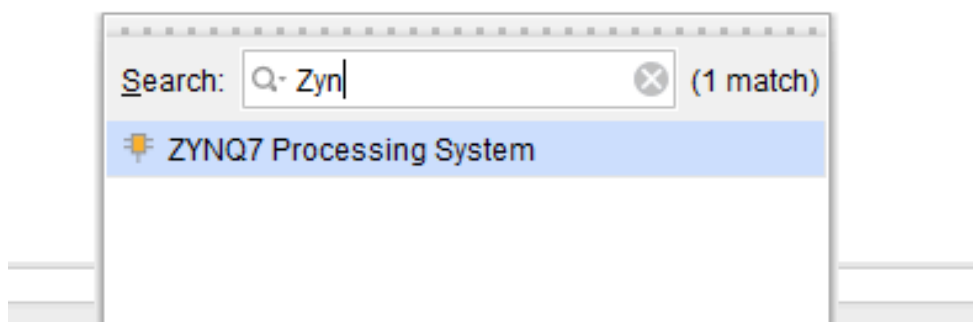 Search: Zyn (1 match)
ZYNQ7 Processing System